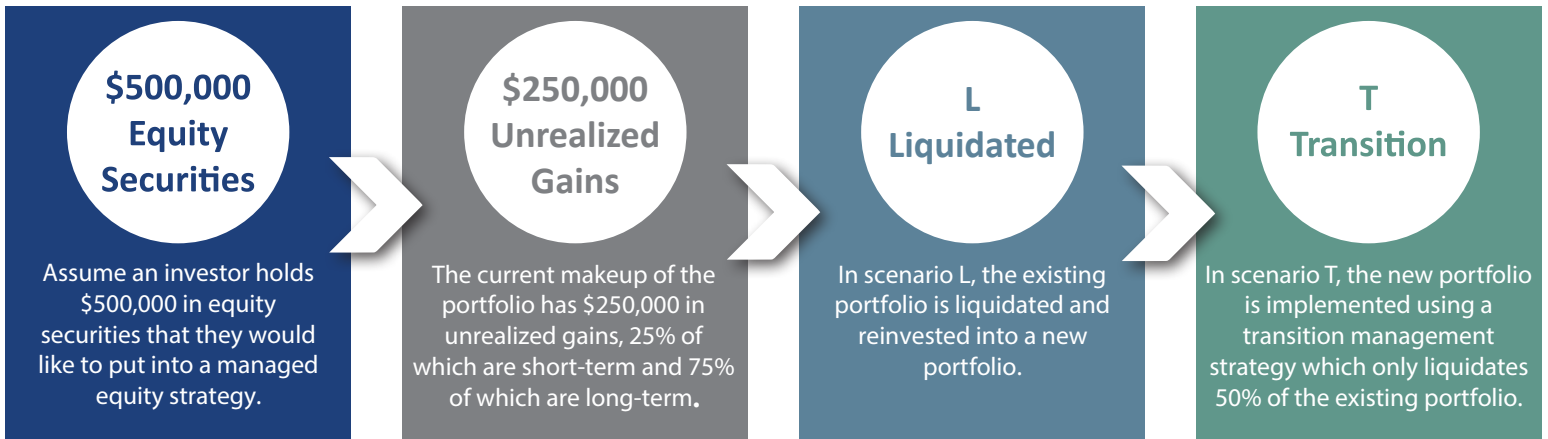 $500,000
Equity
Securities
Assume an investor holds
$500,000 in equity
securities that they would
like to put into a managed
equity strategy.
$250,000
Unrealized
Gains
The current makeup of the
portfolio has $250,000 in
unrealized gains, 25% of
which are short-term and 75%
of which are long-term.
L
Liquidated
In scenario L, the existing
portfolio is liquidated and
reinvested into a new
portfolio.
T
Transition
In scenario T, the new portfolio
is implemented using a
transition management
strategy which only liquidates
50% of the existing portfolio.